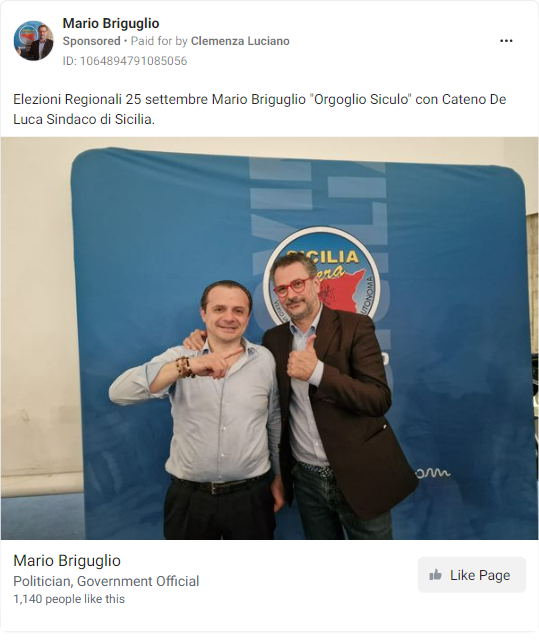 Mario Briguglio
Sponsored • Paid for by Clemenza Luciano
ID: 1064894791085056
Elezioni Regionali 25 settembre Mario Briguglio "Orgoglio Siculo" con Cateno De
Luca Sindaco di Sicilia.
SICILIA
Vera
Mario Briguglio
Politician, Government Official
1,140 people like this
Like Page